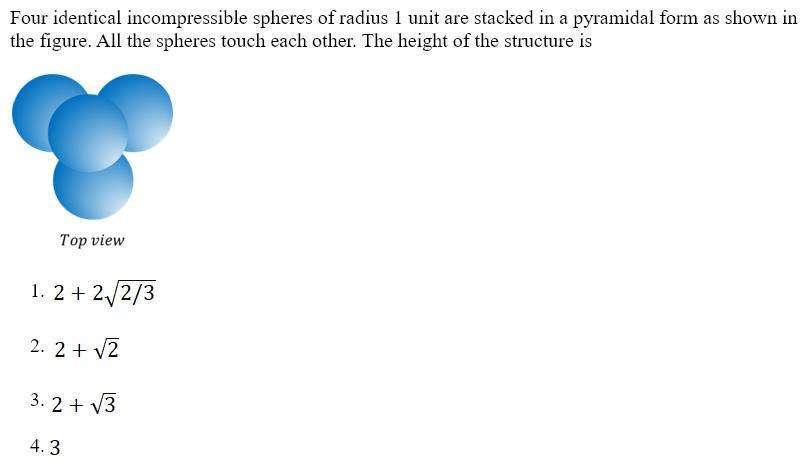 Four identical incompressible spheres of radius 1 unit are stacked in a pyramidal form as shown in
the figure. All the spheres touch each other. The height of the structure is
Top view
1. 2 + 2√2/3
2. 2 + √2
3. 2 + √3
4. 3